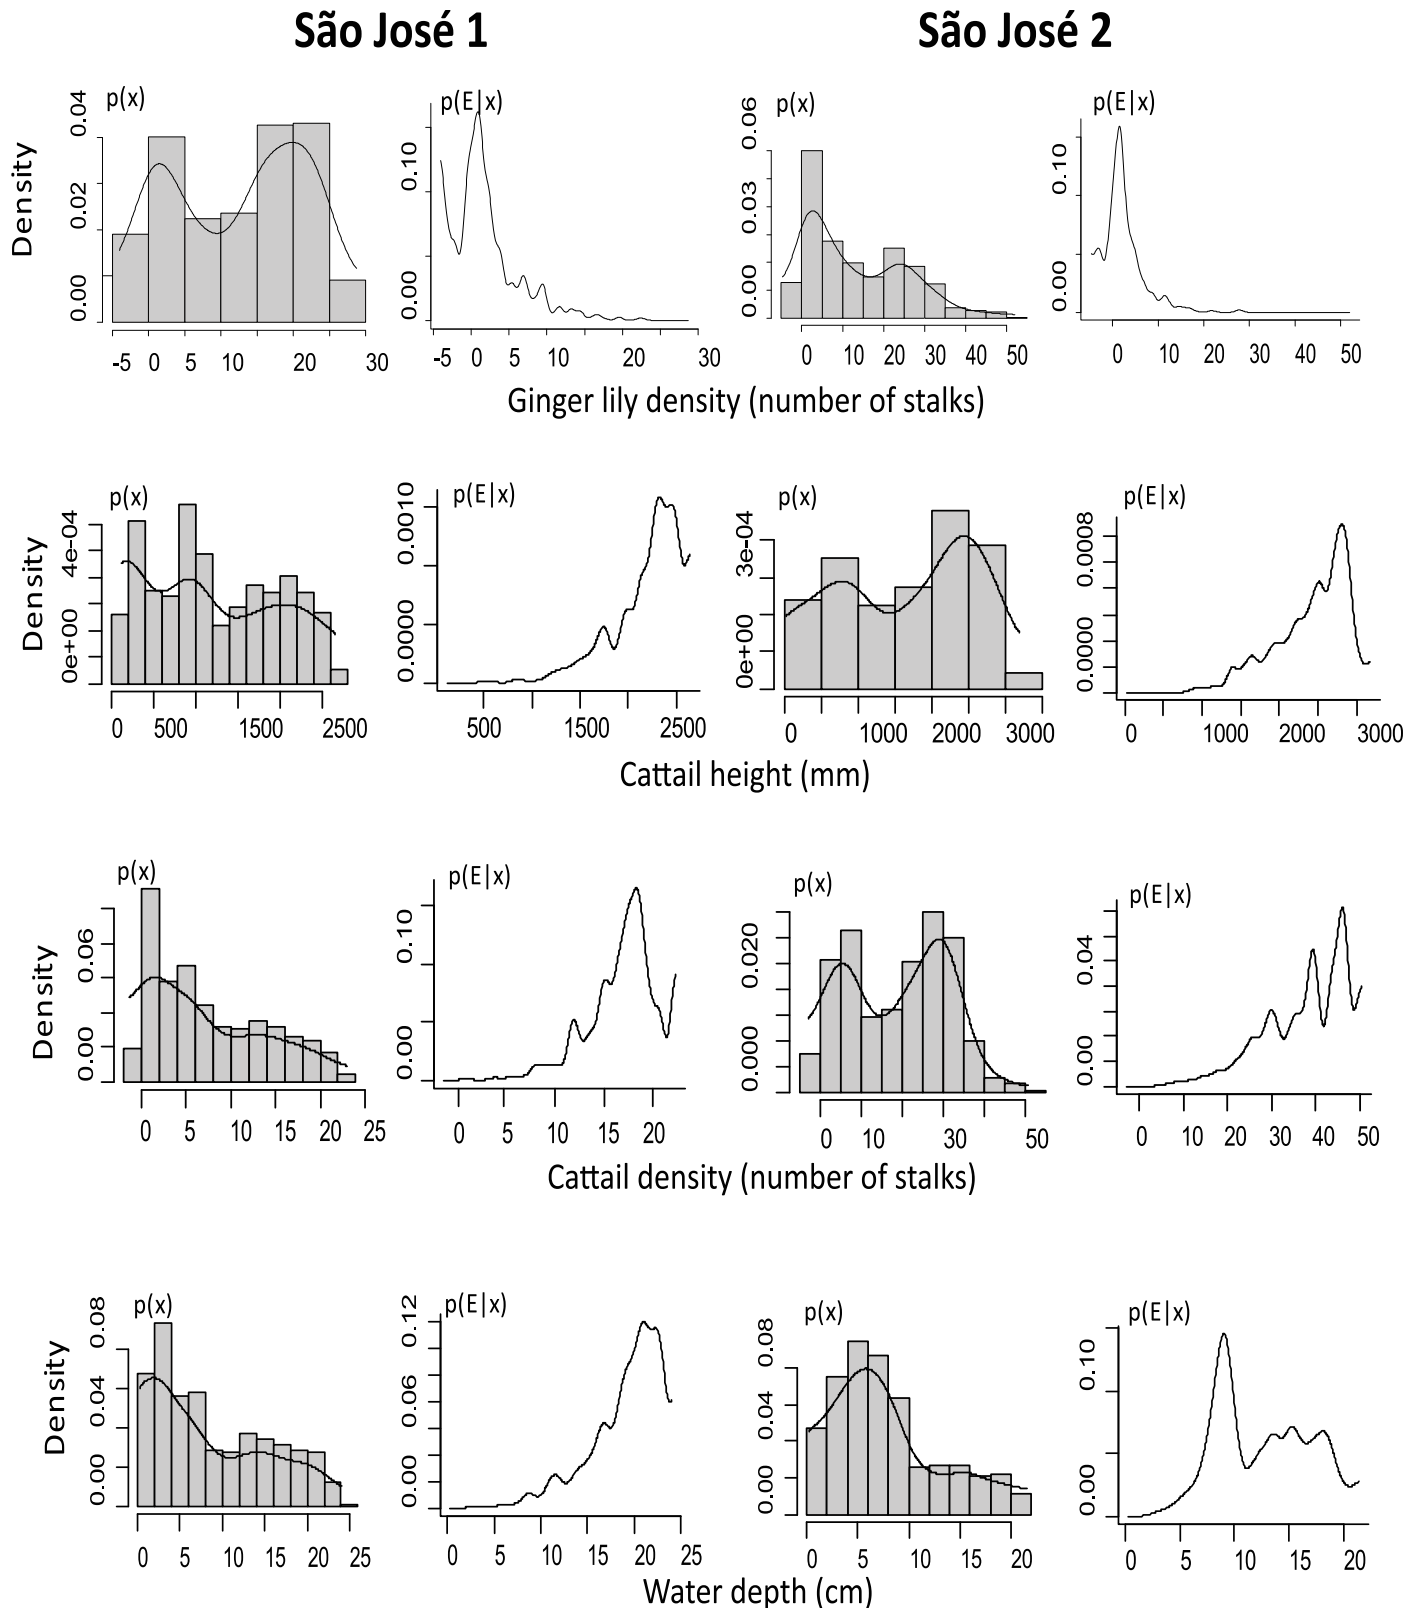 São José 1
São José 2
p(x)
Density
0.00 0.02 0.04
-5 0 5 10 20 30
p(E|x)
0.00 0.10
-5 0 5 10 15 20 30
p(x)
0.00 0.03 0.06
0 10 20 30 40 50
p(E|x)
0.00 0.10
0 10 20 30 40 50
Ginger lily density (number of stalks)
p(x)
Density
0e+00 4e-04
0 500 1500 2500
p(E|x)
0.0000 0.0010
500 1500 2500
p(x)
0e+00 3e-04
0 1000 2000 3000
p(E|x)
0.0000 0.0008
0 1000 2000 3000
Cattail height (mm)
p(x)
Density
0.00 0.06
0 5 10 15 20 25
p(E|x)
0.00 0.10
0 5 10 15 20
p(x)
0.000 0.020
0 10 30 50
p(E|x)
0.00 0.04
0 10 20 30 40 50
Cattail density (number of stalks)
p(x)
Density
0.00 0.04 0.08
0 5 10 15 20 25
p(E|x)
0.00 0.06 0.12
0 5 10 15 20 25
p(x)
0.00 0.04 0.08
0 5 10 15 20
p(E|x)
0.00 0.10
0 5 10 15 20
Water depth (cm)